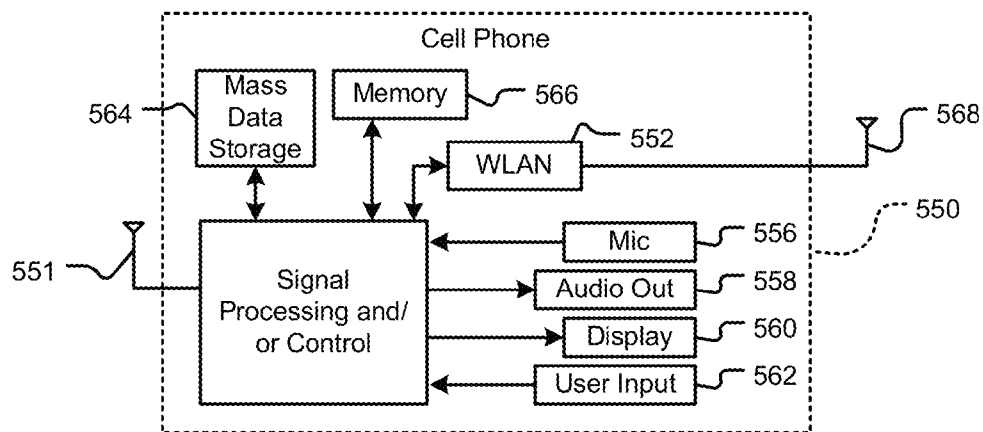 Cell Phone
Mass
Data
Storage
564
Memory
566
552
568
WLAN
550
Mic
556
551
Signal
Processing and/
or Control
Audio Out
558
Display
560
User Input
562